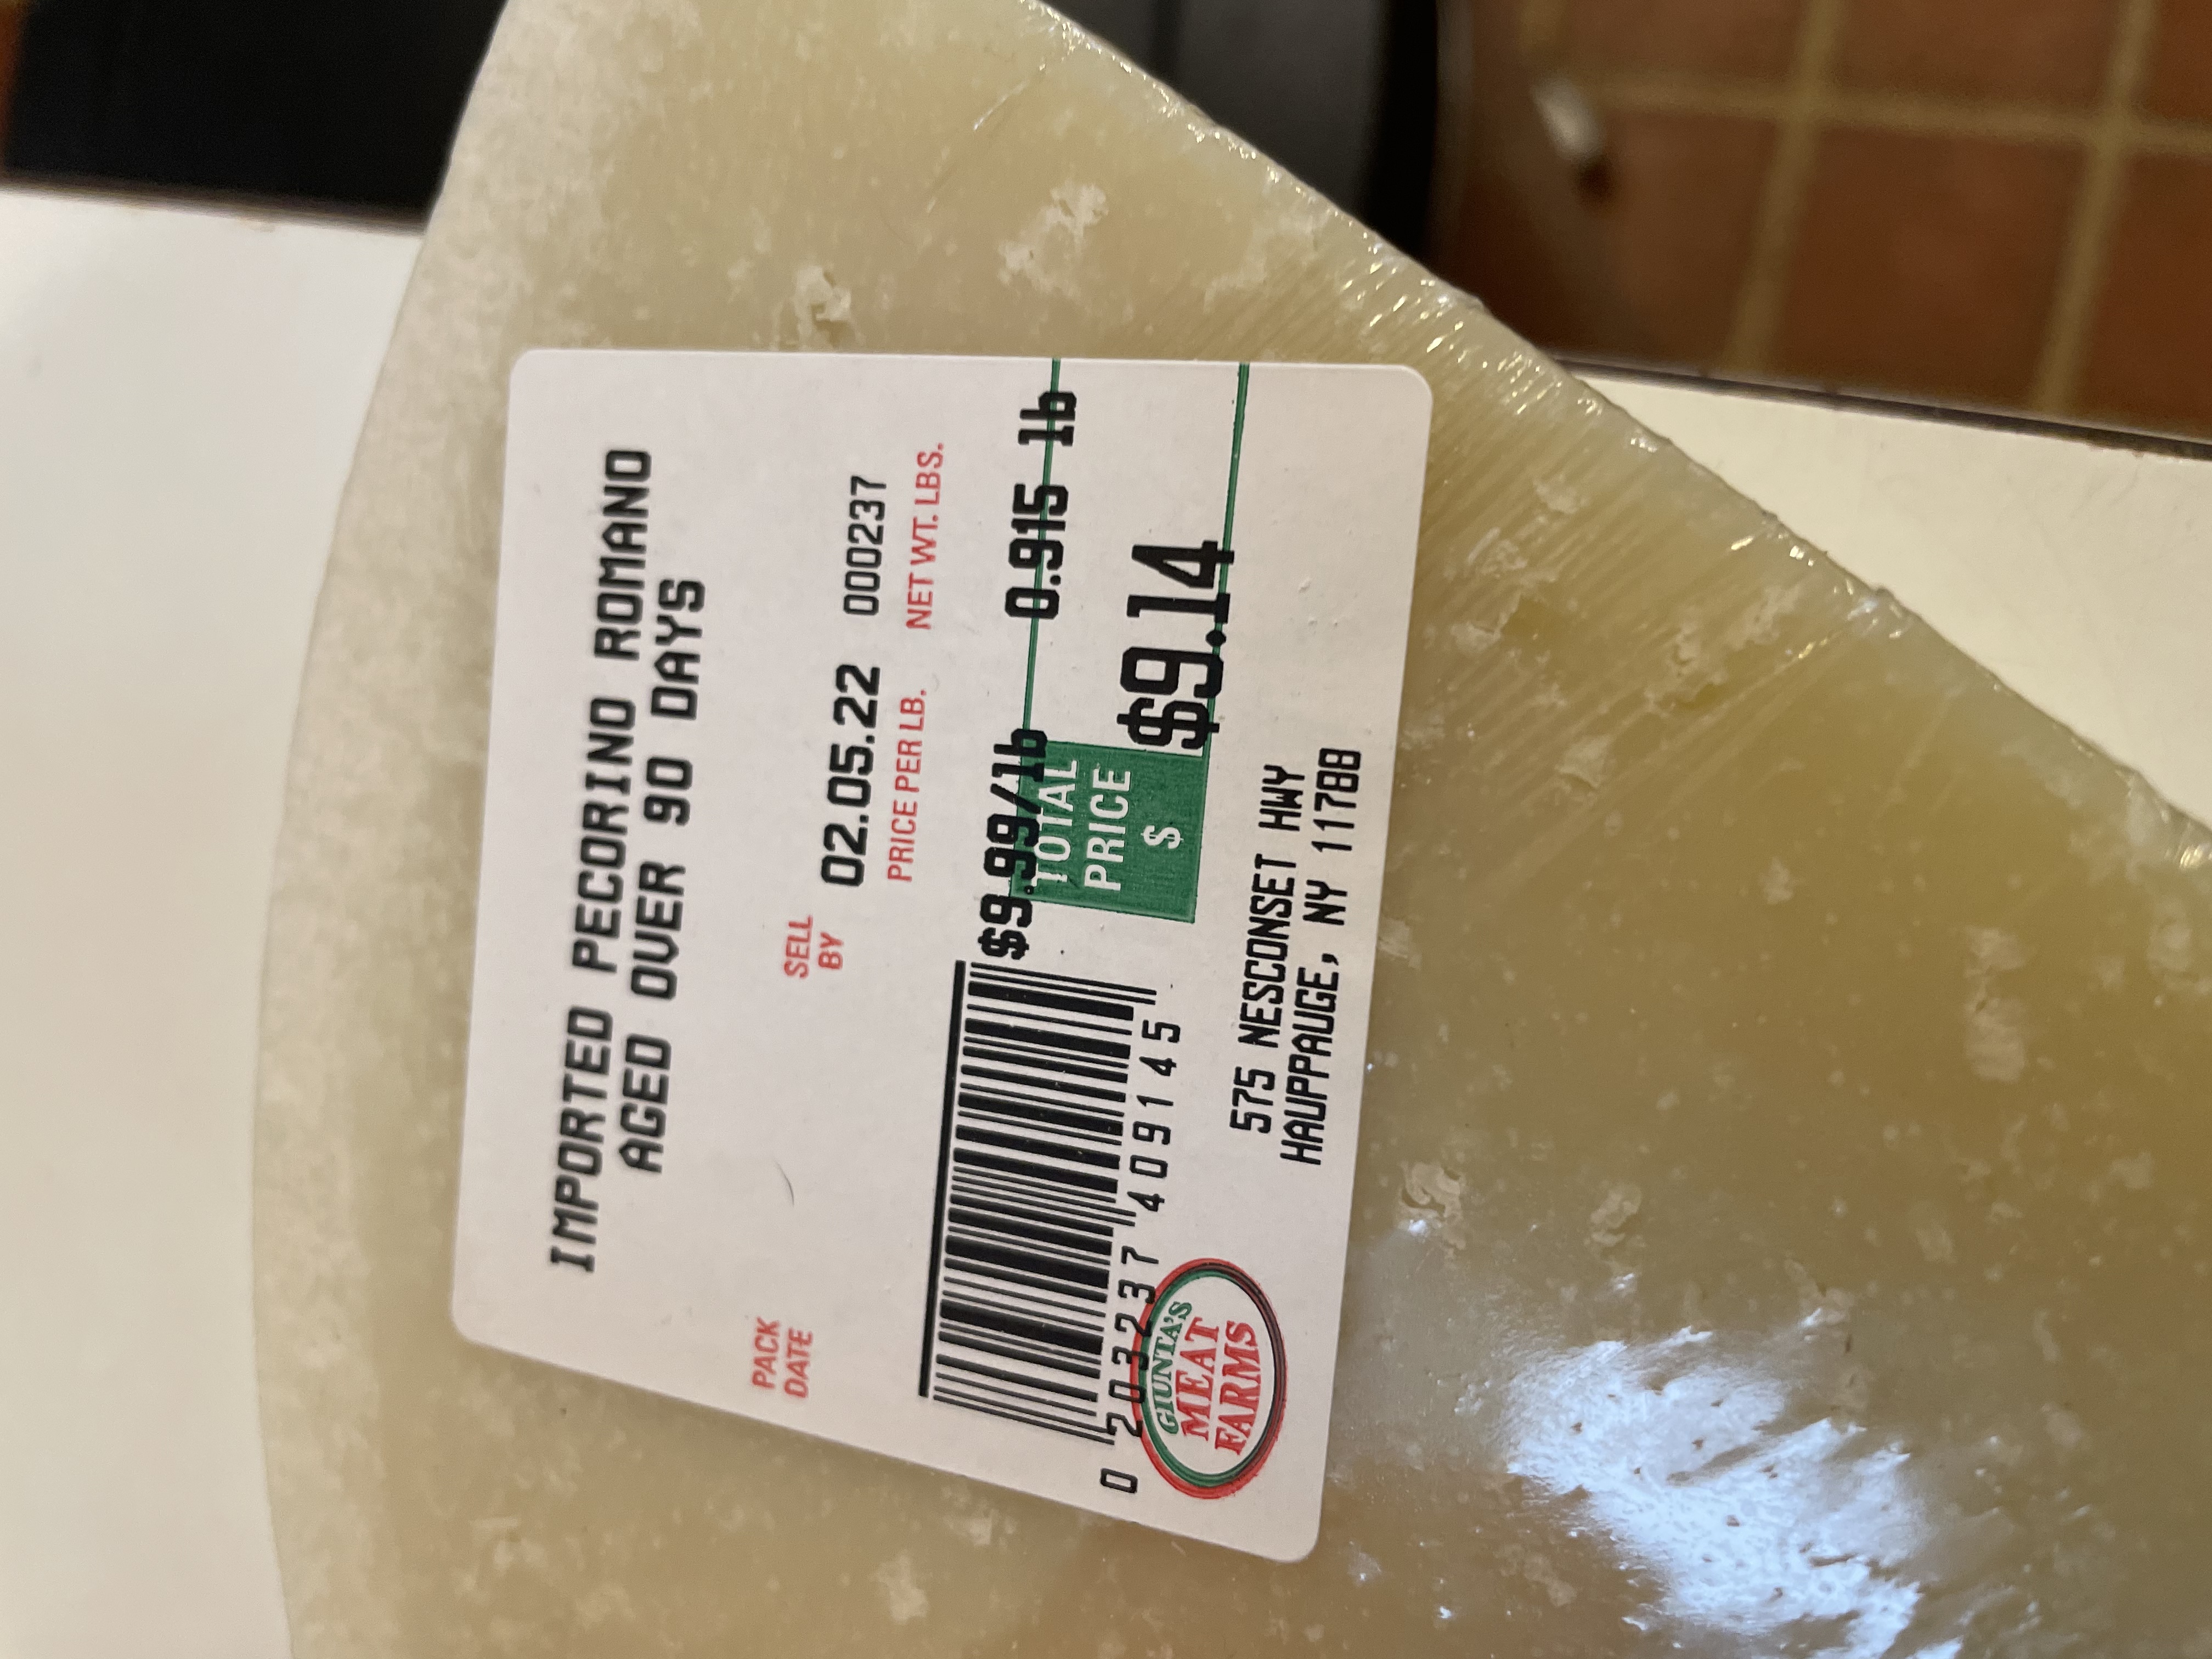 IMPORTED PECORINO ROMANO
AGED OVER 90 DAYS
PACK
DATE
SELL
BY
02.05.22 000237
PRICE PER LB. NET WT. LBS.
$9.99/lb 0.915 lb
TOTAL
PRICE
$
$9.14
0 203237 409145
GIUNTA'S
MEAT
FARMS
575 NESCONSET HWY
HAUPPAUGE, NY 11788